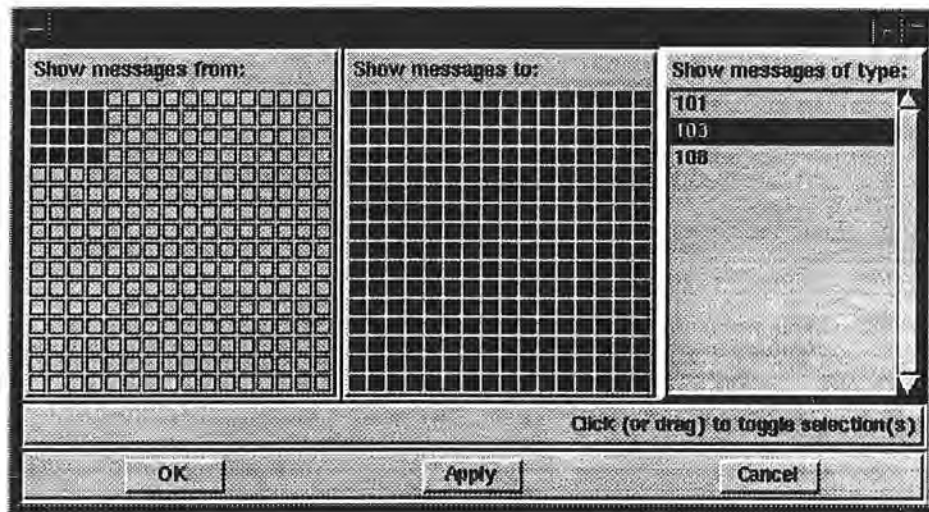 Show messages from:
Show messages to:
Show messages of type:
101
103
108
Click (or drag) to toggle selection(s)
OK
Apply
Cancel